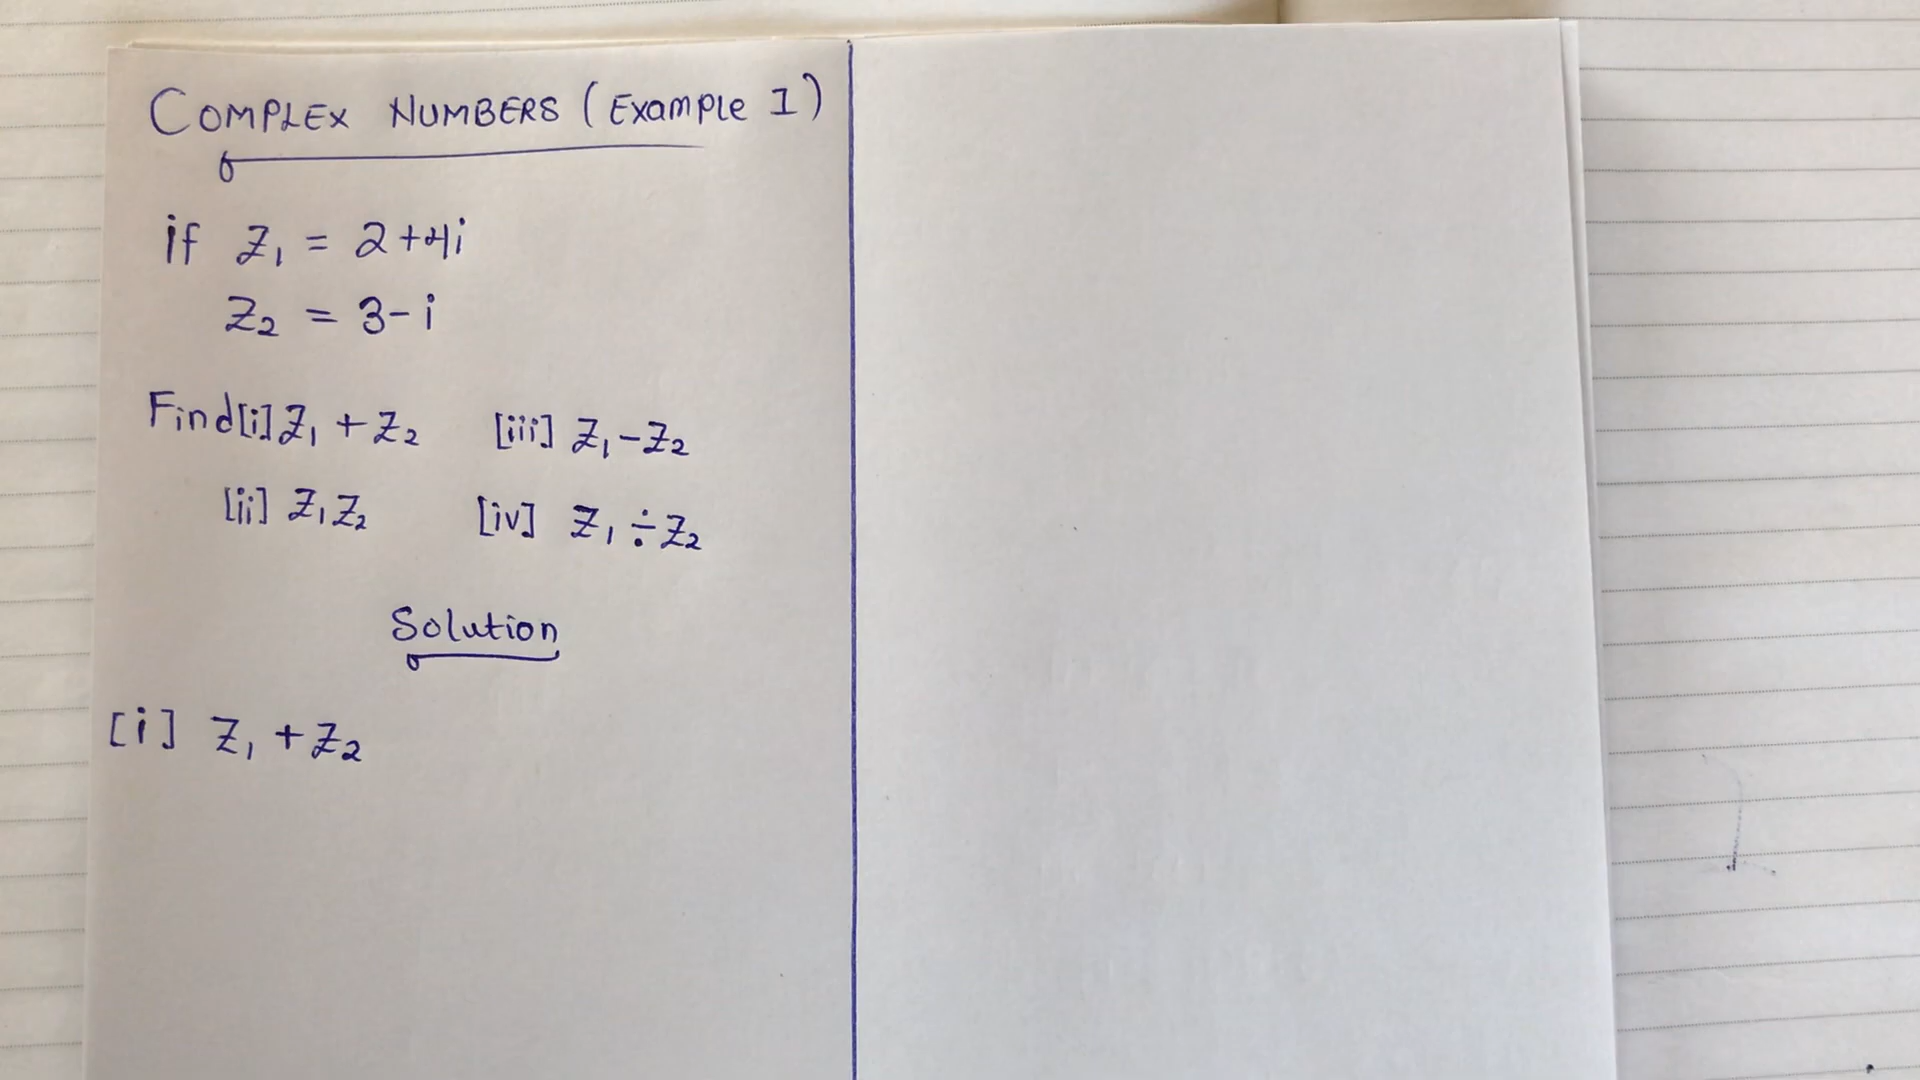 COMPLEX NUMBERS (Example 1)
if Z₁ = 2+4i
Z₂ = 3-i
Find[i] Z₁ + Z₂ [iii] Z₁-Z₂
[ii] Z₁Z₂ [iv] Z₁ ÷ Z₂
Solution
[i] Z₁ + Z₂